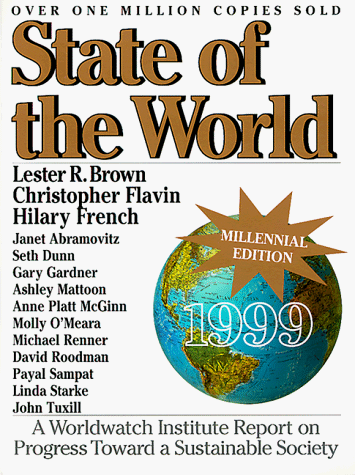 OVER ONE MILLION COPIES SOLD
State of
the World
Lester R. Brown
Christopher Flavin
Hilary French
Janet Abramovitz
Seth Dunn
Gary Gardner
Ashley Mattoon
Anne Platt McGinn
Molly O'Meara
Michael Renner
David Roodman
Payal Sampat
Linda Starke
John Tuxill
MILLENNIAL
EDITION
1999
A Worldwatch Institute Report on
Progress Toward a Sustainable Society